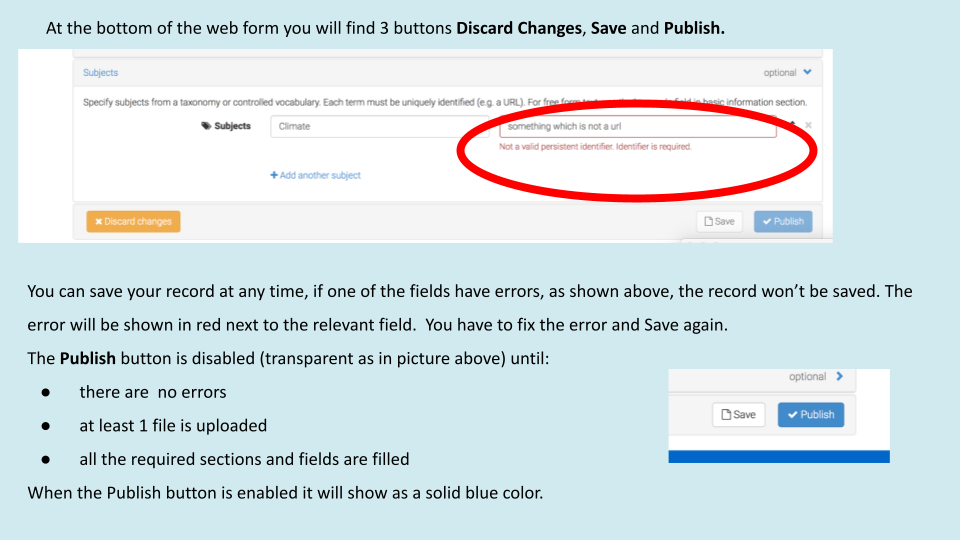 At the bottom of the web form you will find 3 buttons Discard Changes, Save and Publish.
Subjects optional
Specify subjects from a taxonomy or controlled vocabulary. Each term must be uniquely identified (e.g. a URL). For free form text in basic information section.
Subjects Climate something which is not a url
Not a valid persistent identifier. Identifier is required.
Add another subject
Discard changes Save Publish
You can save your record at any time, if one of the fields have errors, as shown above, the record won’t be saved. The
error will be shown in red next to the relevant field. You have to fix the error and Save again.
The Publish button is disabled (transparent as in picture above) until:
● there are no errors
● at least 1 file is uploaded
● all the required sections and fields are filled
optional
Save Publish
When the Publish button is enabled it will show as a solid blue color.